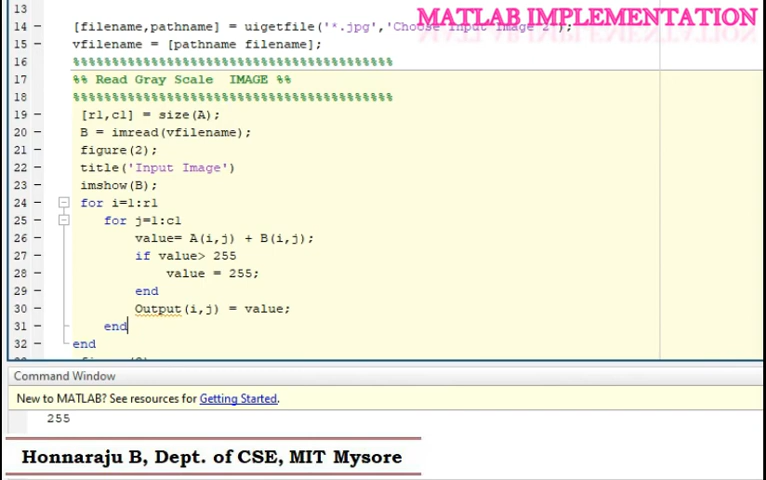 MATLAB IMPLEMENTATION
13
14 [filename,pathname] = uigetfile('*.jpg','Choose Input Image 2');
15 vfilename = [pathname filename];
16 %%%%%%%%%%%%%%%%%%%%%%%%%%%%%%%%%%%%%%%%%
17 %% Read Gray Scale  IMAGE %%
18 %%%%%%%%%%%%%%%%%%%%%%%%%%%%%%%%%%%%%%%%%
19 [r1,c1] = size(A);
20 B = imread(vfilename);
21 figure(2);
22 title('Input Image')
23 imshow(B);
24 for i=1:r1
25 for j=1:c1
26 value= A(i,j) + B(i,j);
27 if value> 255
28 value = 255;
29 end
30 Output(i,j) = value;
31 end
32 end
Command Window
New to MATLAB? See resources for Getting Started.
255
Honnaraju B, Dept. of CSE, MIT Mysore